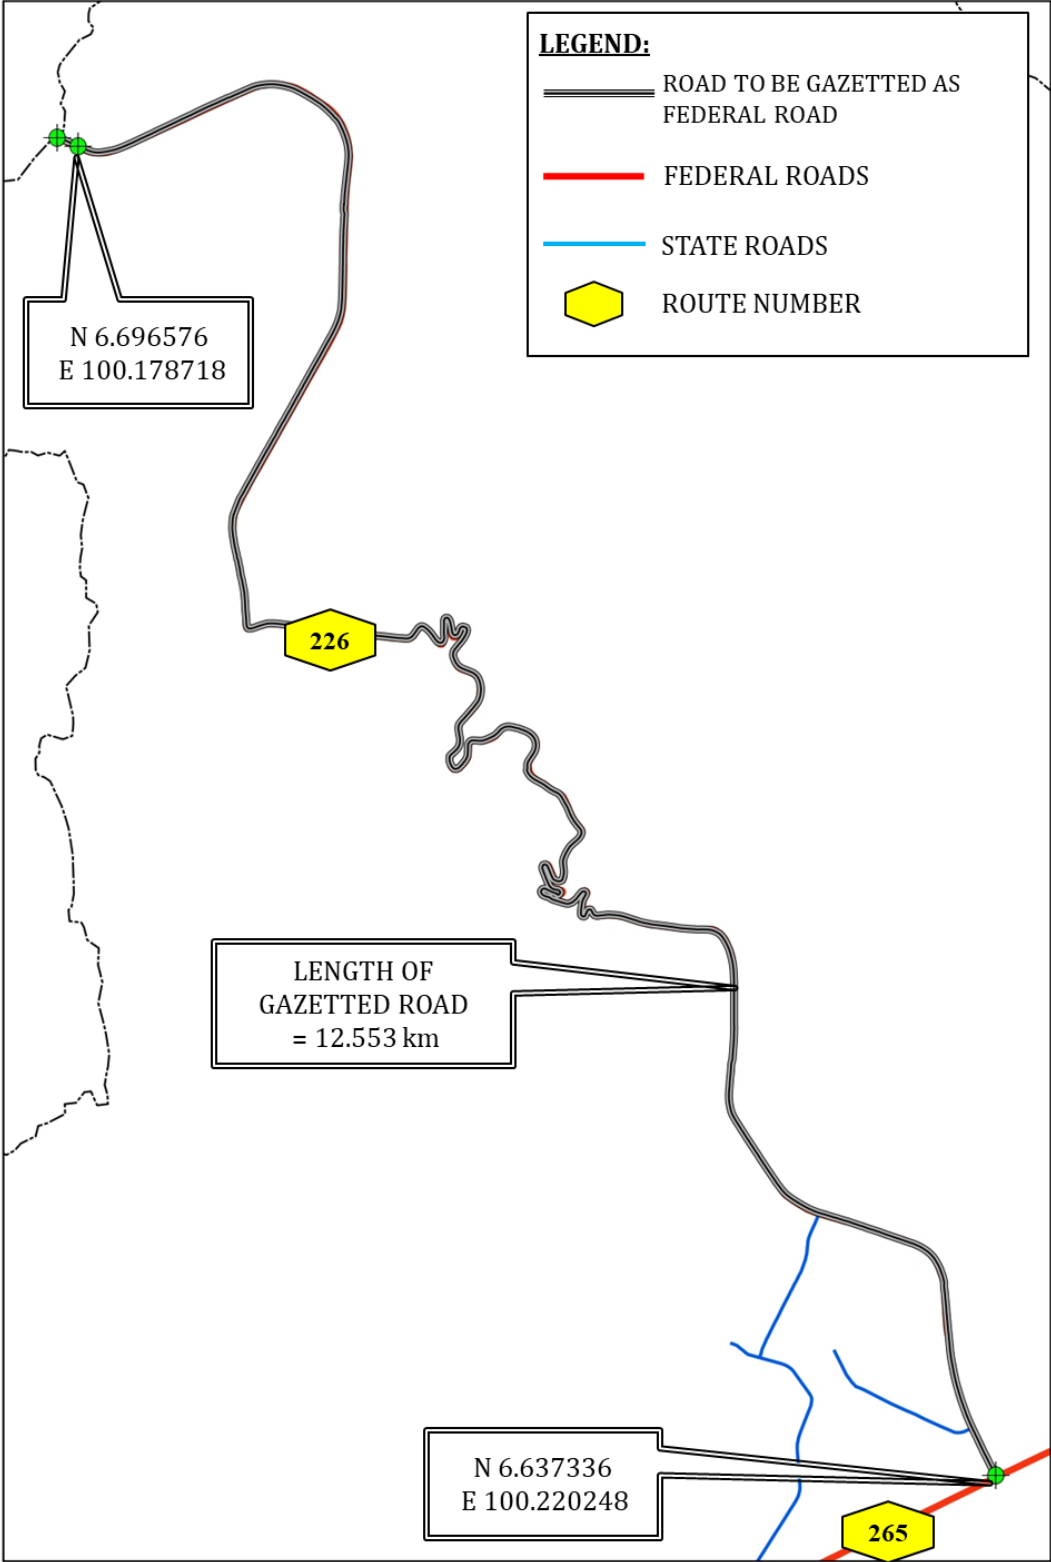 LEGEND:
ROAD TO BE GAZETTED AS
FEDERAL ROAD
FEDERAL ROADS
STATE ROADS
ROUTE NUMBER
N 6.696576
E 100.178718
226
LENGTH OF
GAZETTED ROAD
= 12.553 km
N 6.637336
E 100.220248
265